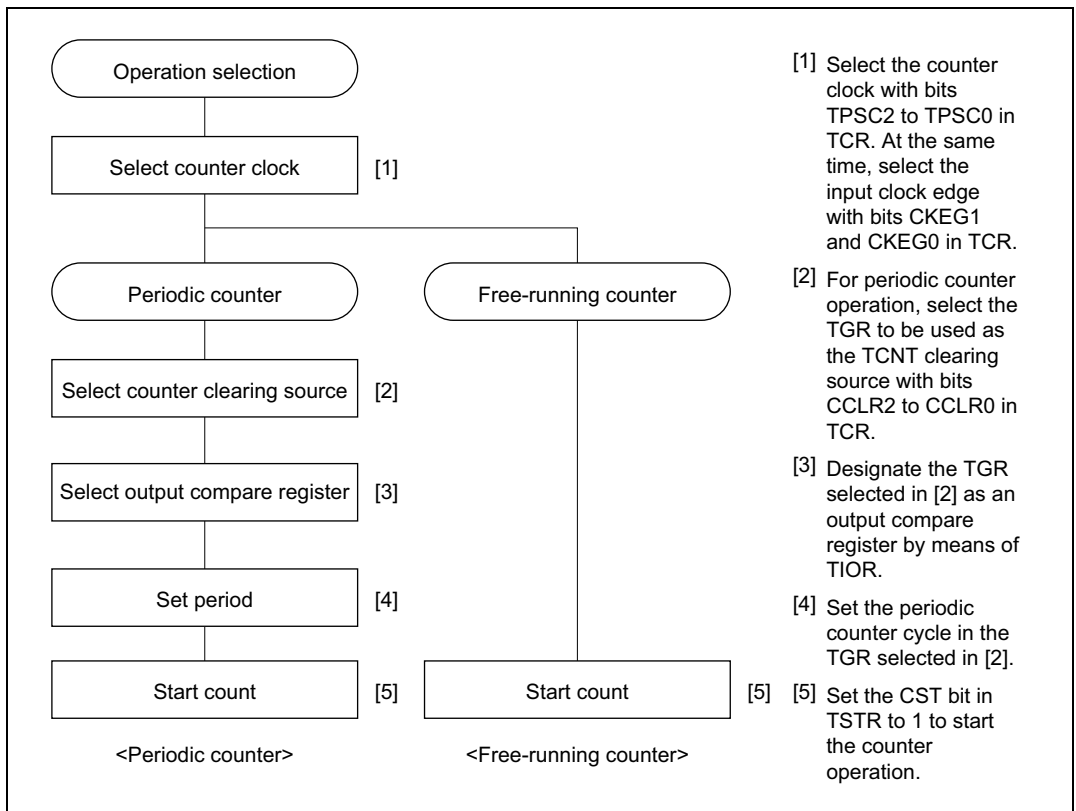 Operation selection
Select counter clock
[1]
Periodic counter
Free-running counter
Select counter clearing source
[2]
Select output compare register
[3]
Set period
[4]
Start count
[5]
Start count
[5]
<Periodic counter>
<Free-running counter>
[1] Select the counter
clock with bits
TPSC2 to TPSC0 in
TCR. At the same
time, select the
input clock edge
with bits CKEG1
and CKEG0 in TCR.
[2] For periodic counter
operation, select the
TGR to be used as
the TCNT clearing
source with bits
CCLR2 to CCLR0 in
TCR.
[3] Designate the TGR
selected in [2] as an
output compare
register by means of
TIOR.
[4] Set the periodic
counter cycle in the
TGR selected in [2].
[5] Set the CST bit in
TSTR to 1 to start
the counter
operation.